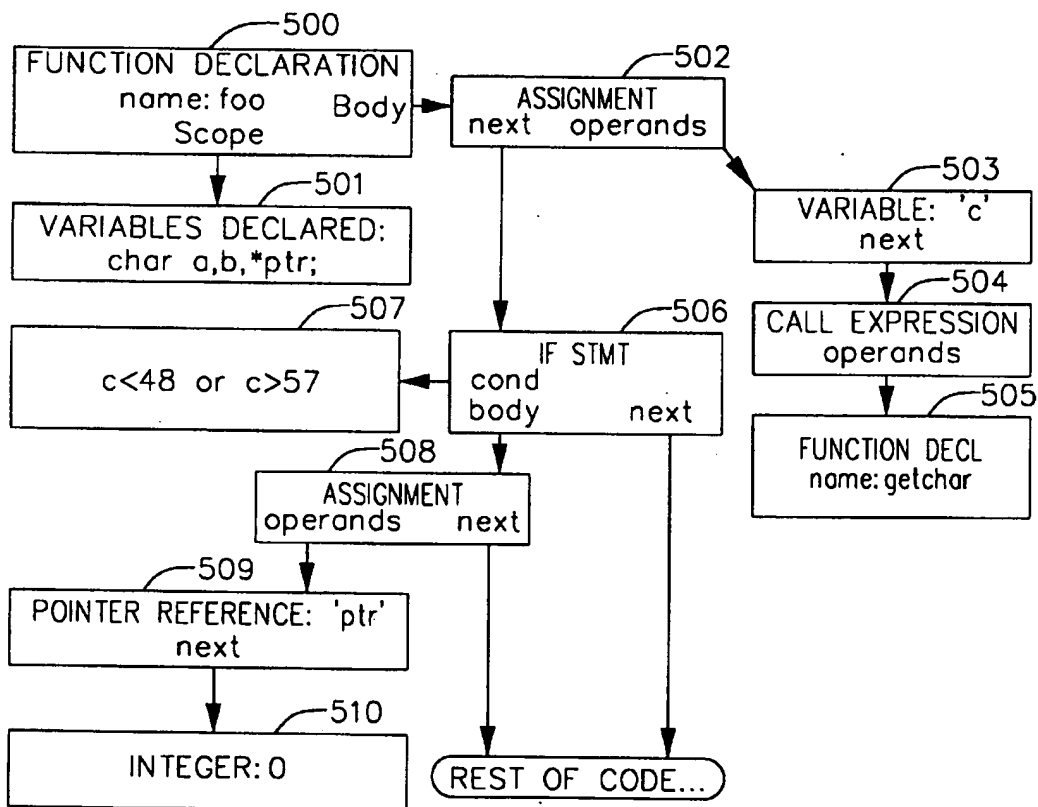 500
FUNCTION DECLARATION
name: foo
Body
Scope
502
ASSIGNMENT
next operands
501
VARIABLES DECLARED:
char a,b,*ptr;
503
VARIABLE: 'c'
next
504
CALL EXPRESSION
operands
505
FUNCTION DECL
name: getchar
507
c<48 or c>57
506
IF STMT
cond
body next
508
ASSIGNMENT
operands next
509
POINTER REFERENCE: 'ptr'
next
510
INTEGER: 0
REST OF CODE...